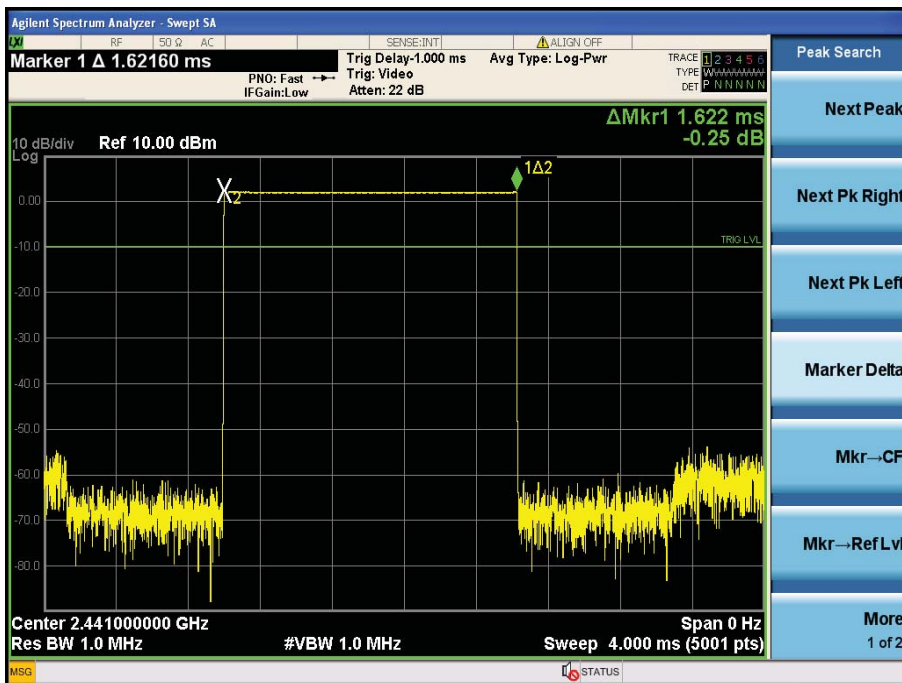 Agilent Spectrum Analyzer - Swept SA
LXI RF 50 Ω AC SENSE:INT ALIGN OFF
Marker 1 Δ 1.62160 ms
PNO: Fast
IFGain:Low
Trig Delay-1.000 ms
Trig: Video
Atten: 22 dB
Avg Type: Log-Pwr
TRACE 1 2 3 4 5 6
TYPE W
DET P N N N N N
Peak Search
Next Peak
Next Pk Right
Next Pk Left
Marker Delta
Mkr→CF
Mkr→Ref Lvl
More
1 of 2
ΔMkr1 1.622 ms
-0.25 dB
10 dB/div
Log
Ref 10.00 dBm
1Δ2
X2
TRIG LVL
0.00
-10.0
-20.0
-30.0
-40.0
-50.0
-60.0
-70.0
-80.0
Center 2.441000000 GHz
Span 0 Hz
Res BW 1.0 MHz
#VBW 1.0 MHz
Sweep 4.000 ms (5001 pts)
MSG
STATUS